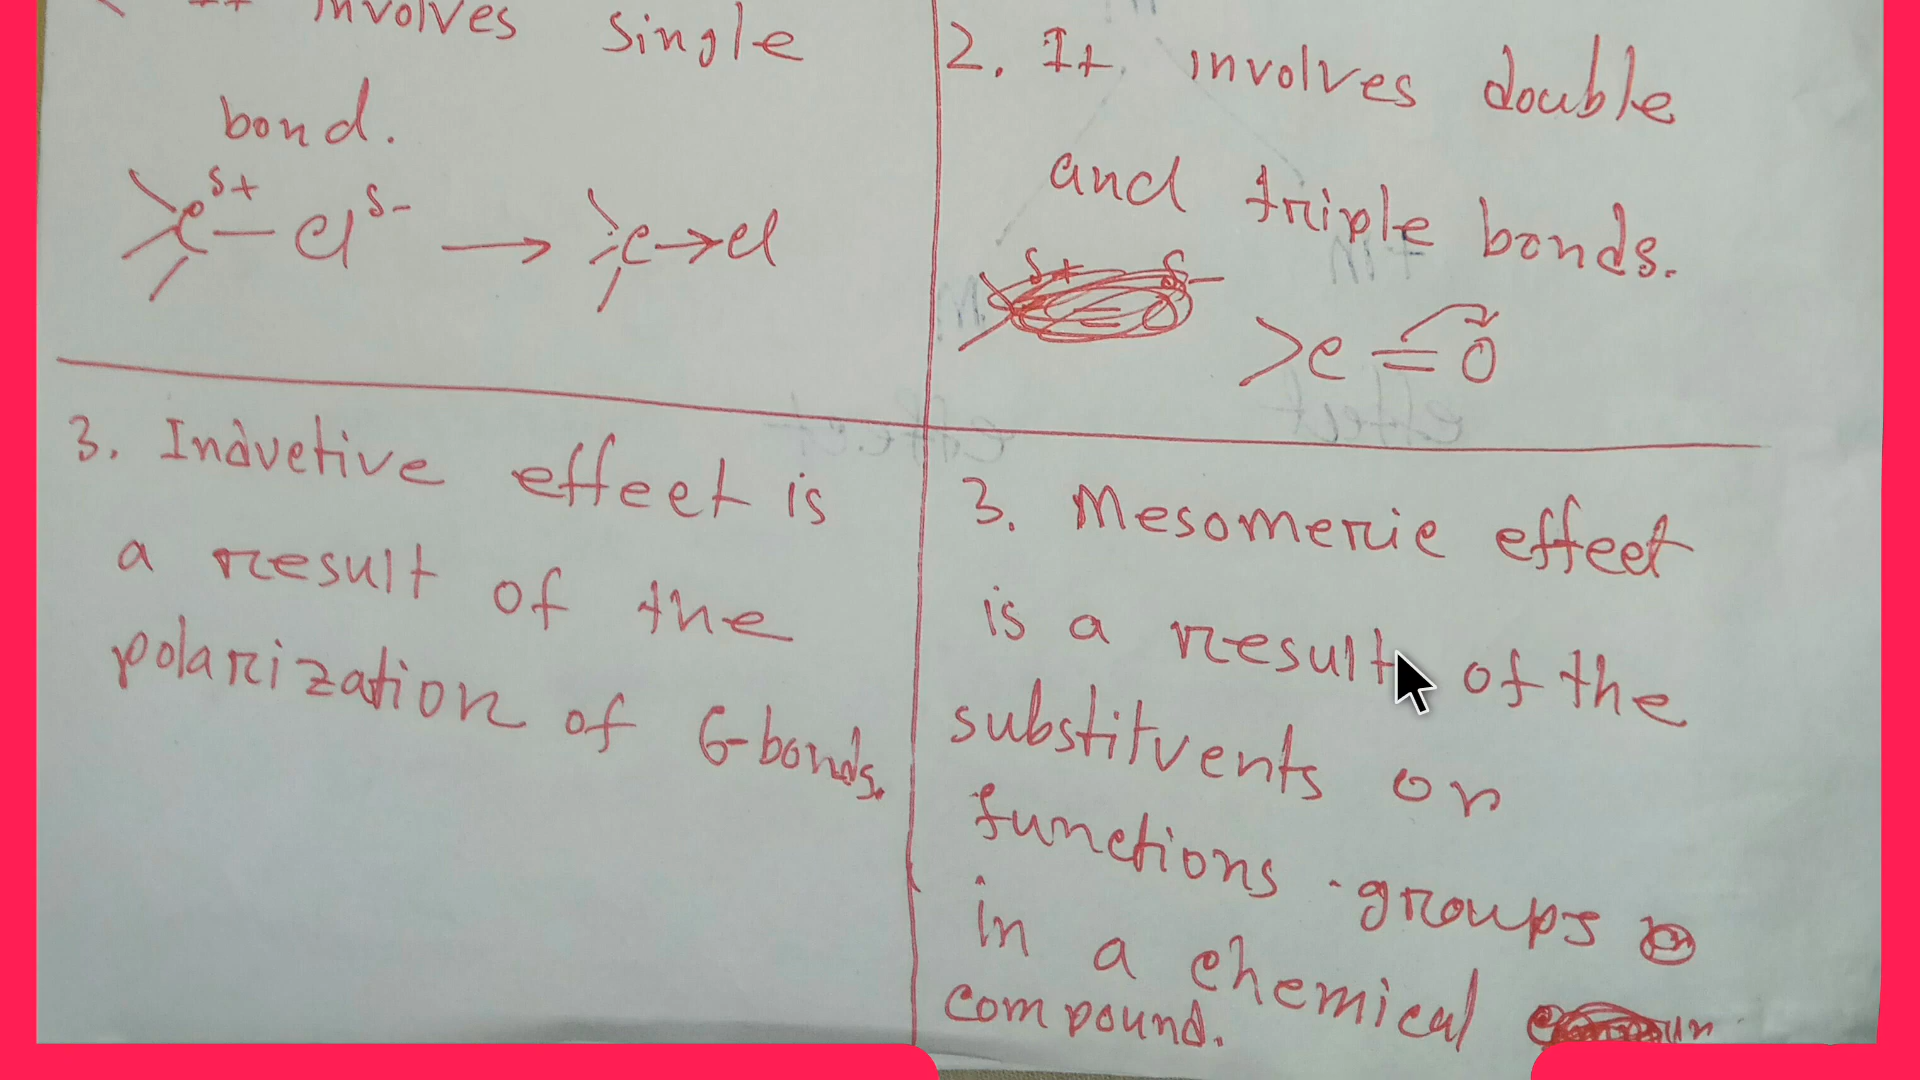 It involves single
bond.
C δ+ — Cl δ- → C→Cl
3. Inductive effect is
a result of the
polarization of σ-bonds.
2. It involves double
and triple bonds.
δ+ δ-
>C = O
3. Mesomeric effect
is a result of the
substituents or
functions groups
in a chemical
compound.